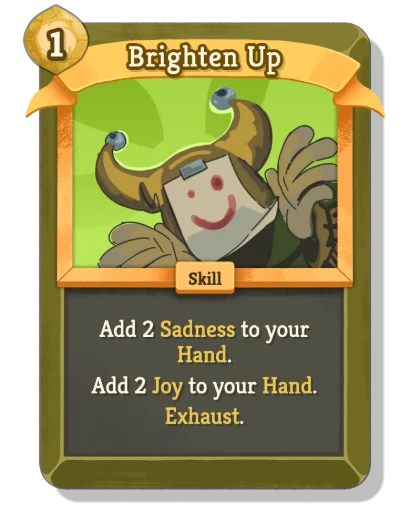 1
Brighten Up
Skill
Add 2 Sadness to your
Hand.
Add 2 Joy to your Hand.
Exhaust.